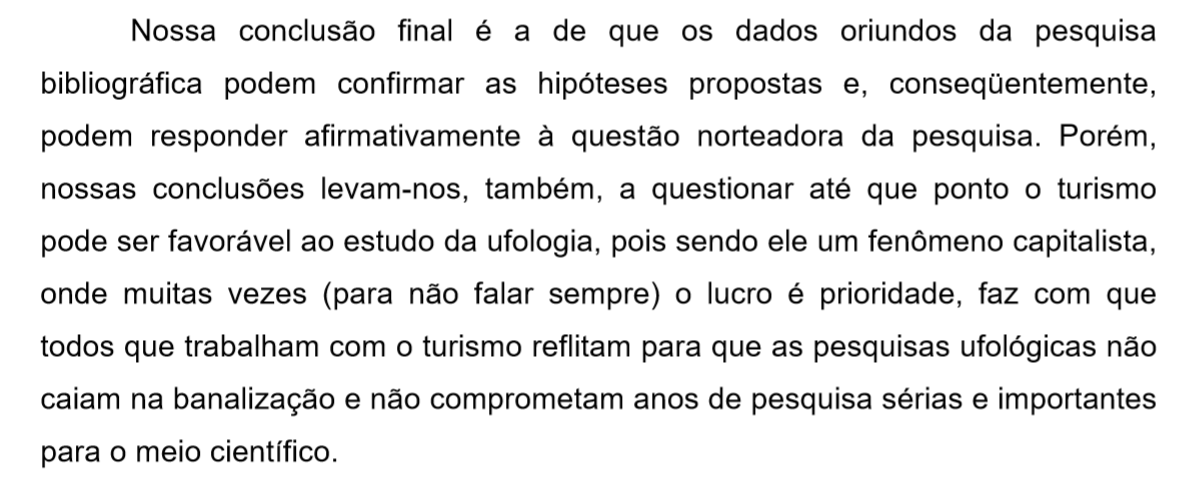 Nossa conclusão final é a de que os dados oriundos da pesquisa
bibliográfica podem confirmar as hipóteses propostas e, conseqüentemente,
podem responder afirmativamente à questão norteadora da pesquisa. Porém,
nossas conclusões levam-nos, também, a questionar até que ponto o turismo
pode ser favorável ao estudo da ufologia, pois sendo ele um fenômeno capitalista,
onde muitas vezes (para não falar sempre) o lucro é prioridade, faz com que
todos que trabalham com o turismo reflitam para que as pesquisas ufológicas não
caiam na banalização e não comprometam anos de pesquisa sérias e importantes
para o meio científico.